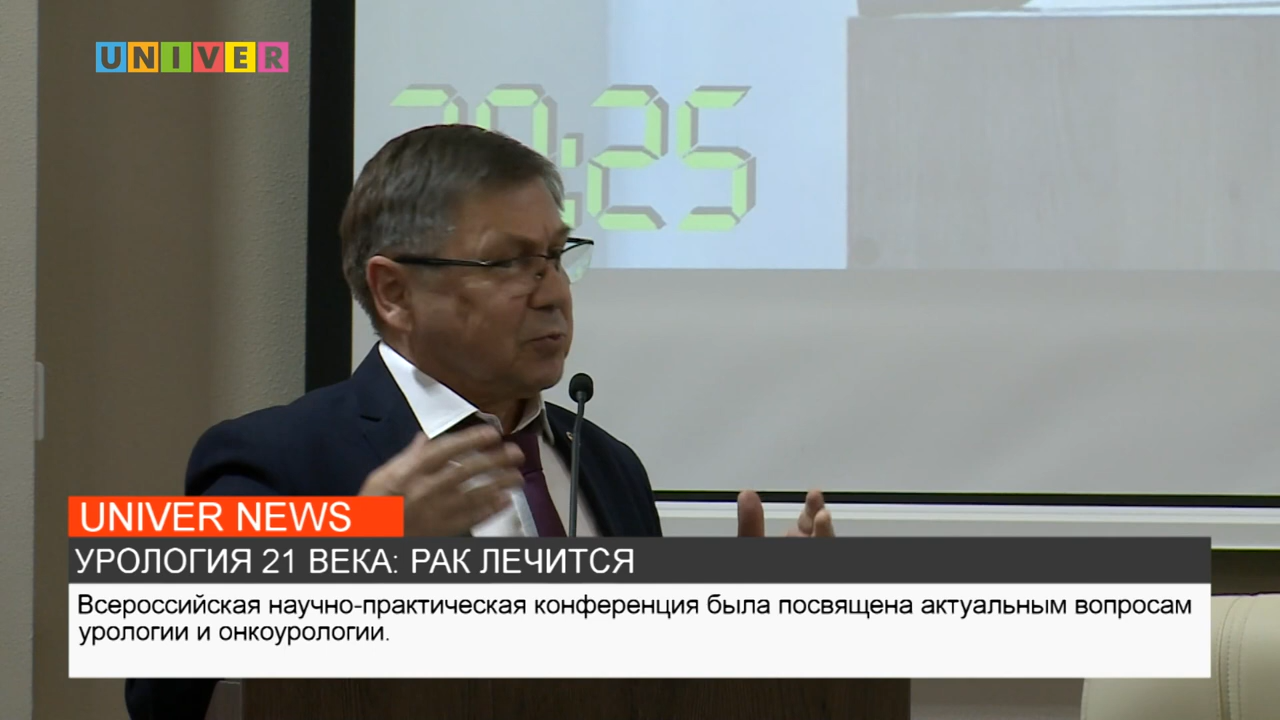 UNIVER
UNIVER NEWS
УРОЛОГИЯ 21 ВЕКА: РАК ЛЕЧИТСЯ
Всероссийская научно-практическая конференция была посвящена актуальным вопросам
урологии и онкоурологии.